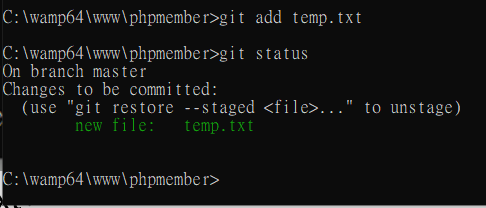 C:\wamp64\www\phpmember>git add temp.txt
C:\wamp64\www\phpmember>git status
On branch master
Changes to be committed:
  (use "git restore --staged <file>..." to unstage)
        new file:   temp.txt
C:\wamp64\www\phpmember>